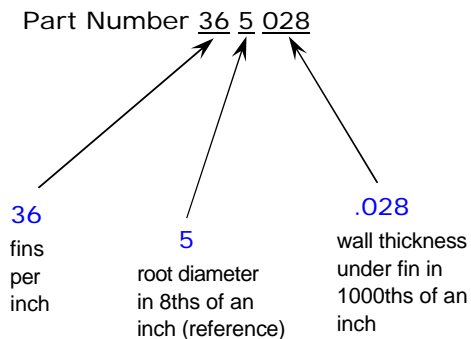 Part Number 36 5 028
36
fins
per
inch
5
root diameter
in 8ths of an
inch (reference)
.028
wall thickness
under fin in
1000ths of an
inch